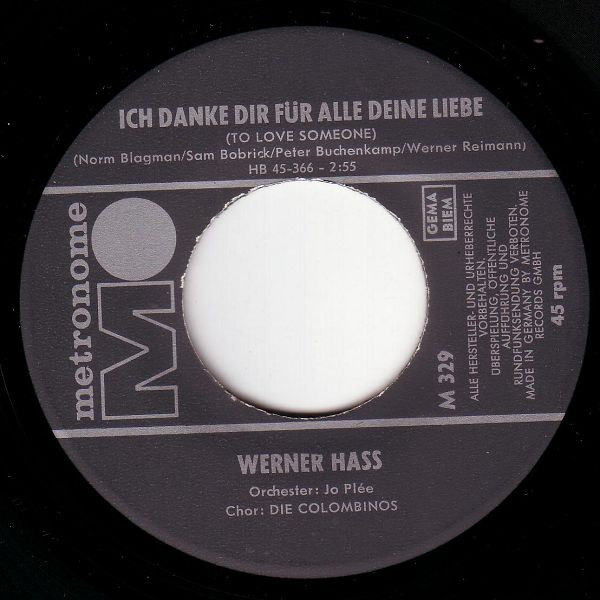 ICH DANKE DIR FÜR ALLE DEINE LIEBE
(TO LOVE SOMEONE)
(Norm Blagman/Sam Bobrick/Peter Buchenkamp/Werner Reimann)
HB 45-366 - 2:55
metronome
M
GEMA
BIEM
ALLE HERSTELLER- UND URHEBERRECHTE
VORBEHALTEN.
ÜBERSPIELUNG, ÖFFENTLICHE
AUFFÜHRUNG UND
RUNDFUNKSENDUNG VERBOTEN.
MADE IN GERMANY BY METRONOME
RECORDS GMBH
M 329
45 rpm
WERNER HASS
Orchester: Jo Plée
Chor: DIE COLOMBINOS